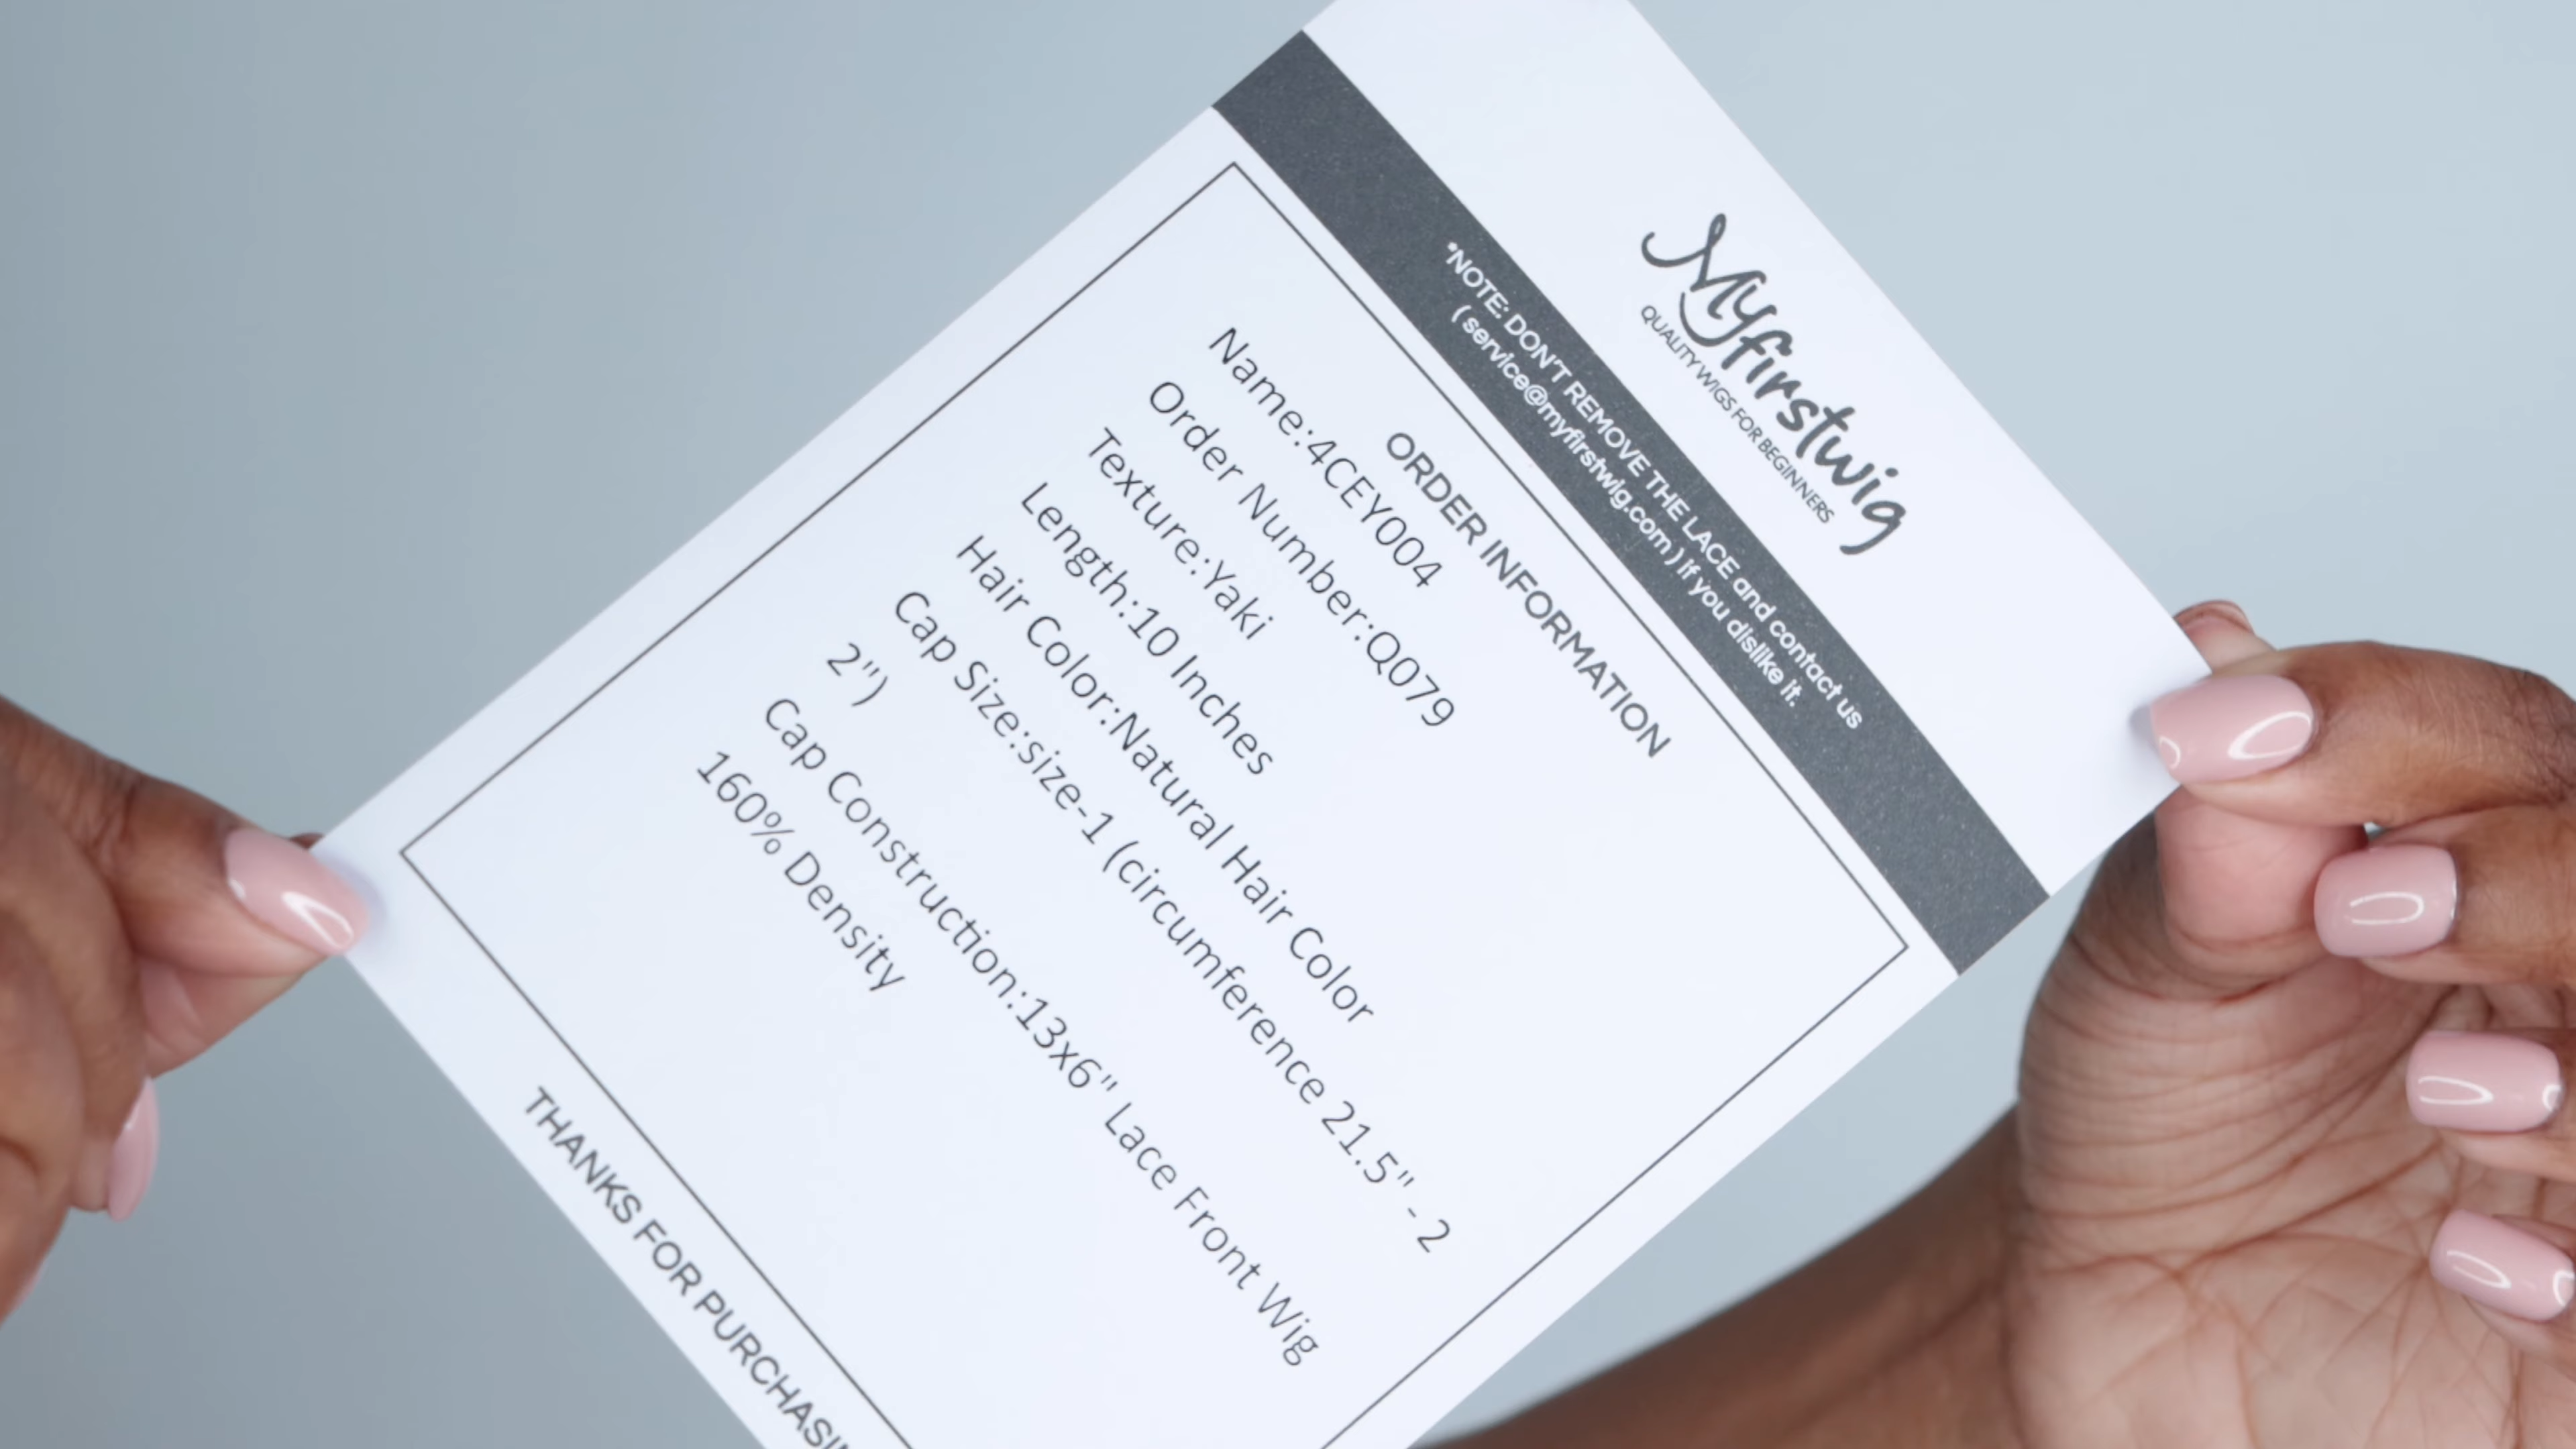 Myfirstwig
QUALITY WIGS FOR BEGINNERS
*NOTE: DON'T REMOVE THE LACE and contact us
( service@myfirstwig.com ) if you dislike it.
ORDER INFORMATION
Name:4CEY004
Order Number:Q079
Texture:Yaki
Length:10 Inches
Hair Color:Natural Hair Color
Cap Size:size-1 (circumference 21.5" - 2
2")
Cap Construction:13x6" Lace Front Wig
160% Density
THANKS FOR